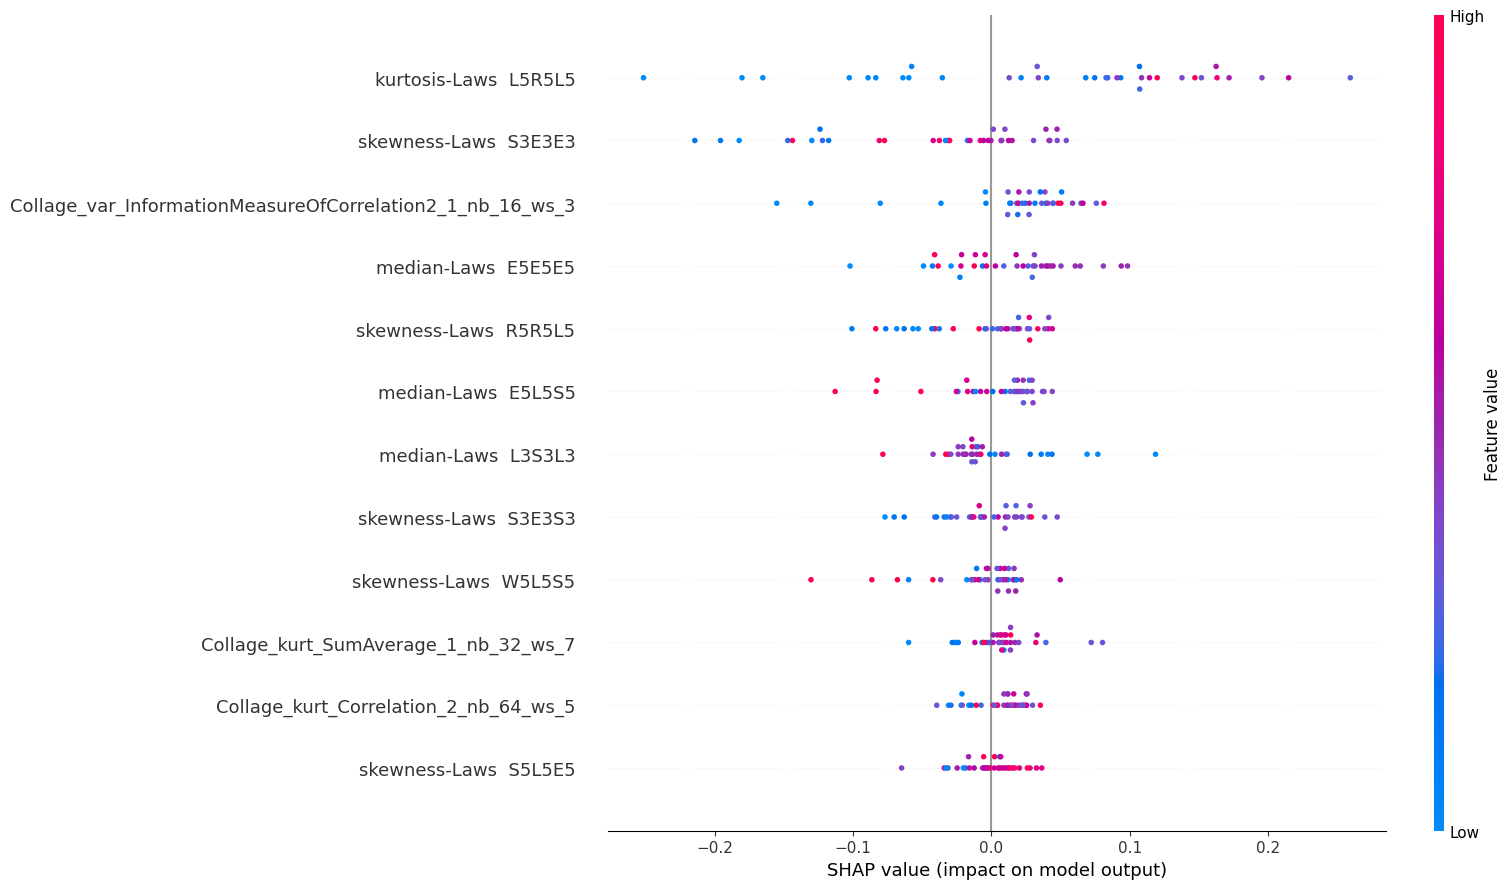 High
kurtosis-Laws  L5R5L5
skewness-Laws  S3E3E3
Collage_var_InformationMeasureOfCorrelation2_1_nb_16_ws_3
median-Laws  E5E5E5
skewness-Laws  R5R5L5
median-Laws  E5L5S5
median-Laws  L3S3L3
skewness-Laws  S3E3S3
skewness-Laws  W5L5S5
Collage_kurt_SumAverage_1_nb_32_ws_7
Collage_kurt_Correlation_2_nb_64_ws_5
skewness-Laws  S5L5E5
Feature value
Low
−0.2 −0.1 0.0 0.1 0.2
SHAP value (impact on model output)